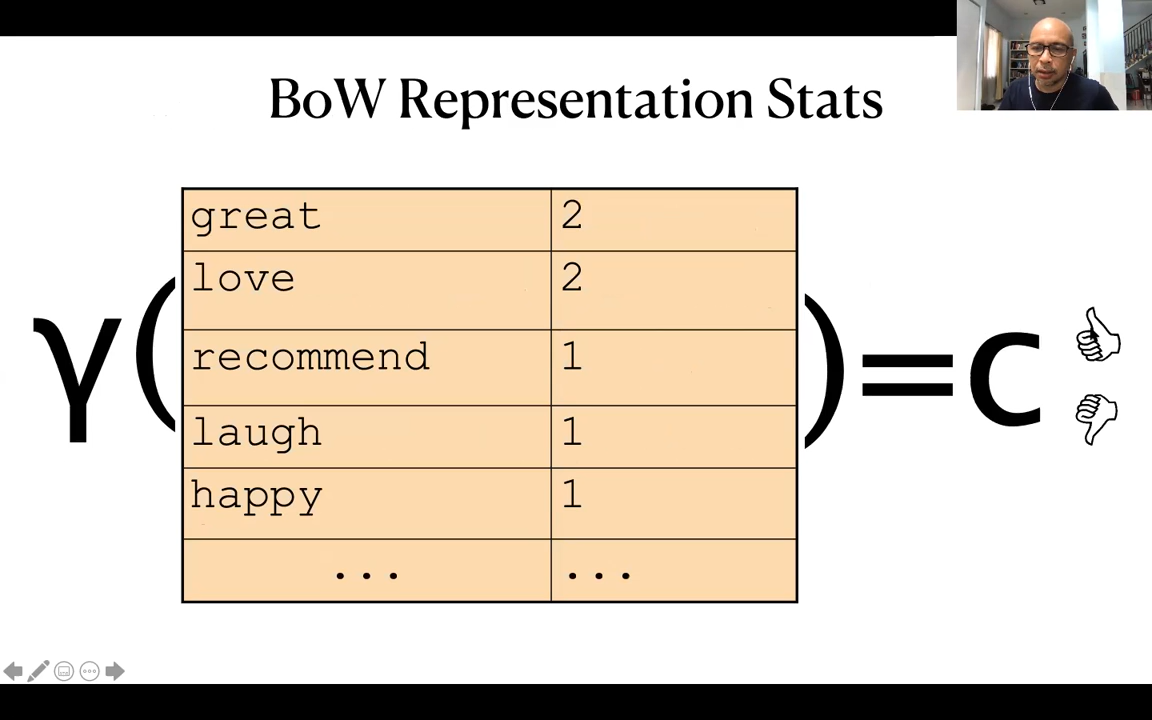 BoW Representation Stats
great 2
love 2
recommend 1
laugh 1
happy 1
... ...
γ( )=c